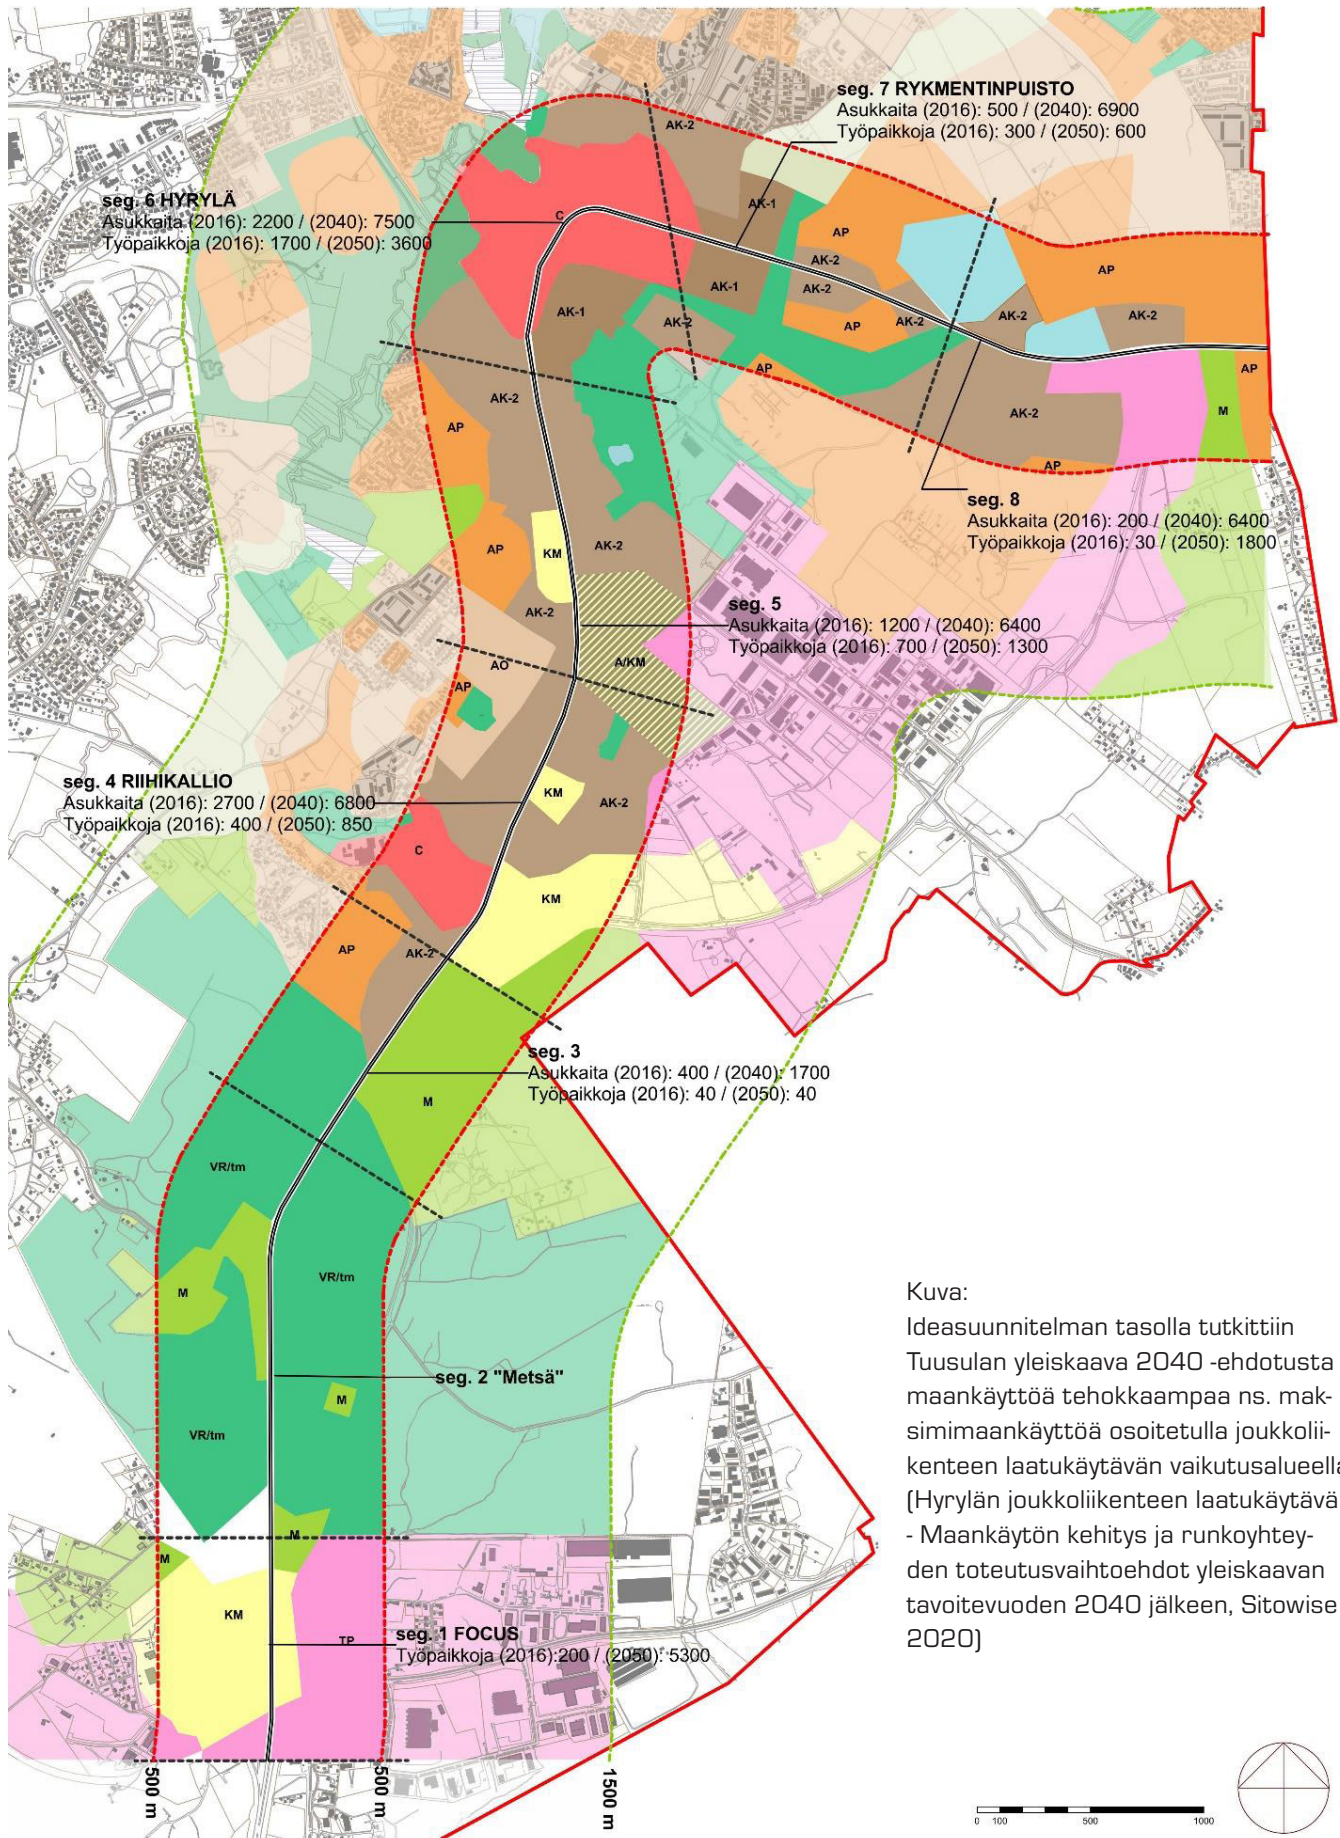 seg. 7 RYKMENTINPUISTO
Asukkaita (2016): 500 / (2040): 6900
Työpaikkoja (2016): 300 / (2050): 600
AK-2
seg. 6 HYRYLÄ
Asukkaita (2016): 2200 / (2040): 7500
Työpaikkoja (2016): 1700 / (2050): 3600
C
AK-1
AP
AK-2
AK-2
AP
AK-1
AK-1
AK-2
AP
AK-2
AK-2
AK-2
AP
AP
AK-2
AP
AK-2
M
AP
AP
seg. 8
Asukkaita (2016): 200 / (2040): 6400
Työpaikkoja (2016): 30 / (2050): 1800
AP
KM
AK-2
AK-2
seg. 5
Asukkaita (2016): 1200 / (2040): 6400
Työpaikkoja (2016): 700 / (2050): 1300
AO
A/KM
AP
seg. 4 RIIHIKALLIO
Asukkaita (2016): 2700 / (2040): 6800
Työpaikkoja (2016): 400 / (2050): 850
KM
AK-2
C
KM
AP
AK-2
seg. 3
Asukkaita (2016): 400 / (2040): 1700
Työpaikkoja (2016): 40 / (2050): 40
M
VR/tm
VR/tm
M
seg. 2 "Metsä"
M
VR/tm
M
M
KM
TP
seg. 1 FOCUS
Työpaikkoja (2016):200 / (2050): 5300
500 m
500 m
1500 m
Kuva:
Ideasuunnitelman tasolla tutkittiin
Tuusulan yleiskaava 2040 -ehdotusta
maankäyttöä tehokkaampaa ns. mak-
simimaankäyttöä osoitetulla joukkolii-
kenteen laatukäytävän vaikutusalueella
(Hyrylän joukkoliikenteen laatukäytävä
- Maankäytön kehitys ja runkoyhtey-
den toteutusvaihtoehdot yleiskaavan
tavoitevuoden 2040 jälkeen, Sitowise
2020)
0 100 500 1000